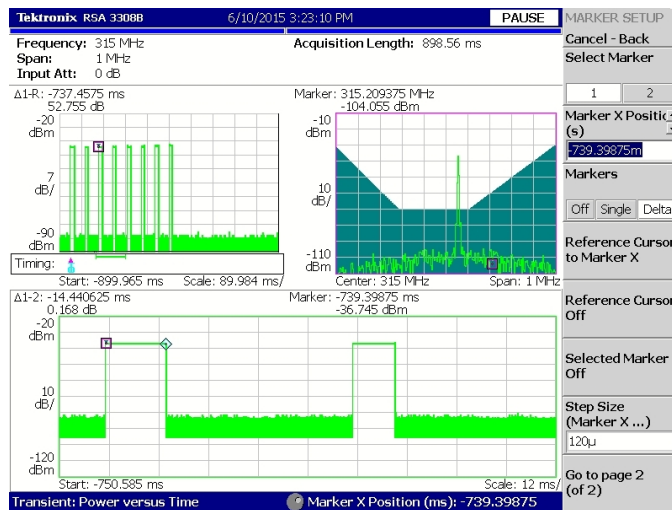 Tektronix RSA 3308B 6/10/2015 3:23:10 PM PAUSE
Frequency: 315 MHz Acquisition Length: 898.56 ms
Span: 1 MHz
Input Att: 0 dB
Δ1-R: -737.4575 ms
52.755 dB
-20
dBm
7
dB/
-90
dBm
Timing:
Start: -899.965 ms Scale: 89.984 ms/
Marker: 315.209375 MHz
-104.055 dBm
-10
dBm
10
dB/
-110
dBm
Center: 315 MHz Span: 1 MHz
Δ1-2: -14.440625 ms Marker: -739.39875 ms
0.168 dB -36.745 dBm
-20
dBm
10
dB/
-120
dBm
Start: -750.585 ms Scale: 12 ms/
Transient: Power versus Time Marker X Position (ms): -739.39875
MARKER SETUP
Cancel - Back
Select Marker
1 2
Marker X Positic
(s)
-739.39875m
Markers
Off Single Delta
Reference Cursor
to Marker X
Reference Cursor
Off
Selected Marker
Off
Step Size
(Marker X ...)
120µ
Go to page 2
(of 2)